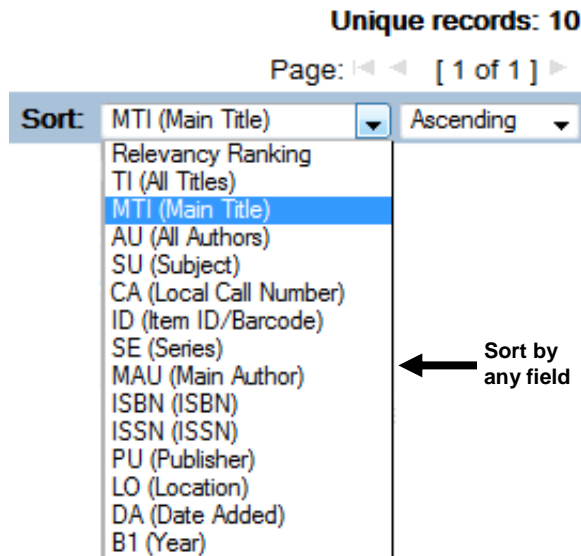 Unique records: 10
Page: [ 1 of 1 ]
Sort: MTI (Main Title) Ascending
Relevancy Ranking
TI (All Titles)
MTI (Main Title)
AU (All Authors)
SU (Subject)
CA (Local Call Number)
ID (Item ID/Barcode)
SE (Series)
MAU (Main Author)
ISBN (ISBN)
ISSN (ISSN)
PU (Publisher)
LO (Location)
DA (Date Added)
B1 (Year)
Sort by
any field